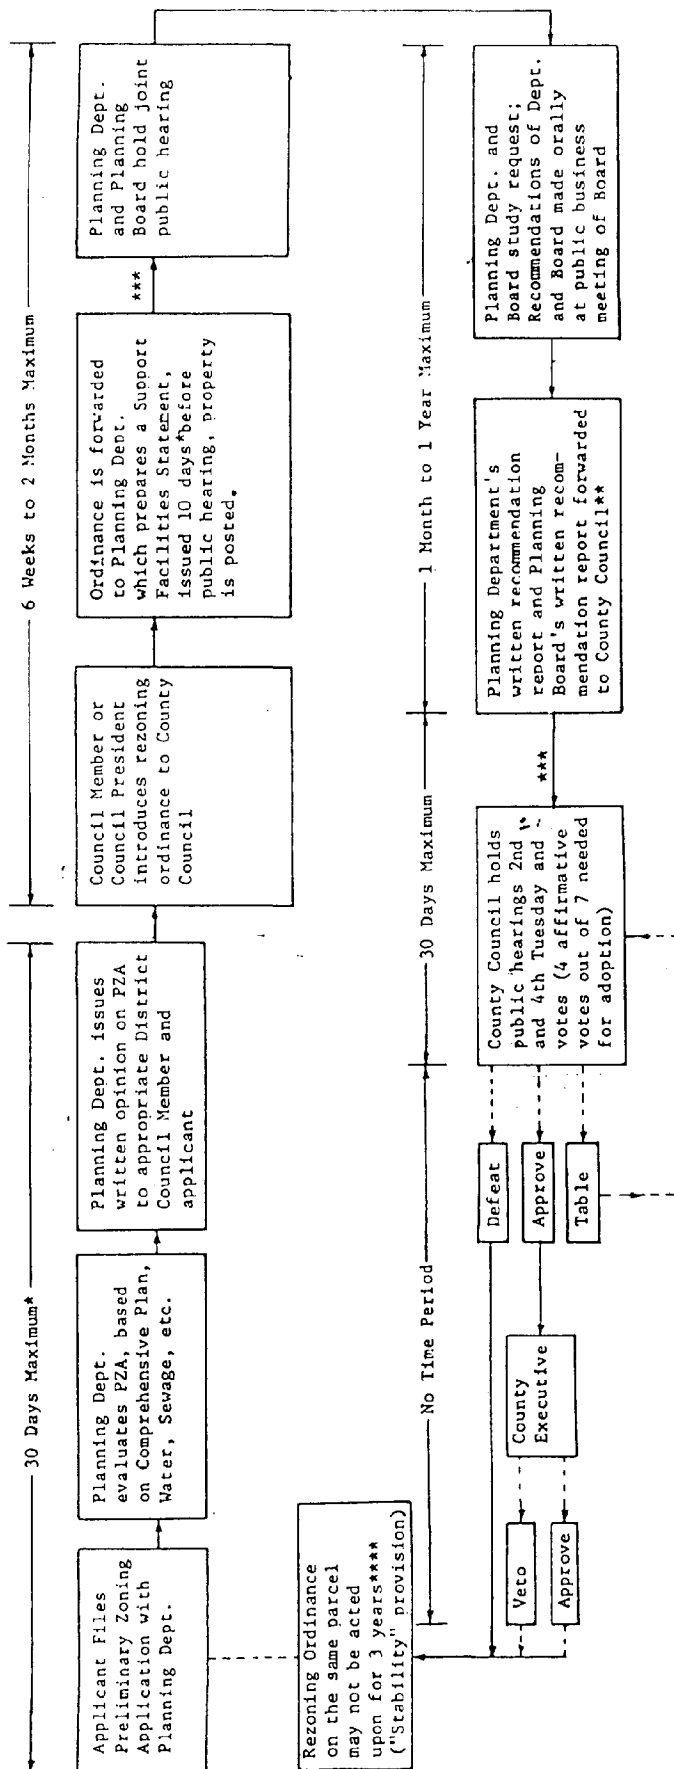 30 Days Maximum*
6 Weeks to 2 Months Maximum
Applicant Files
Preliminary Zoning
Application with
Planning Dept.
Planning Dept.
evaluates PZA, based
on Comprehensive Plan,
Water, Sewage, etc.
Planning Dept. issues
written opinion on PZA
to appropriate District
Council Member and
applicant
Council Member or
Council President
introduces rezoning
ordinance to County
Council
Ordinance is forwarded
to Planning Dept.
which prepares a Support
Facilities Statement,
issued 10 days*before
public hearing, property
is posted.
***
Planning Dept.
and Planning
Board hold joint
public hearing
Rezoning Ordinance
on the same parcel
may not be acted
upon for 3 years****
("Stability" provision)
No Time Period
30 Days Maximum
1 Month to 1 Year Maximum
Veto
Approve
County
Executive
Defeat
Approve
Table
County Council holds
public hearings 2nd
and 4th Tuesday and
votes (4 affirmative
votes out of 7 needed
for adoption)
***
Planning Department's
written recommendation
report and Planning
Board's written recom-
mendation report forwarded
to County Council**
Planning Dept. and
Board study request;
Recommendations of Dept.
and Board made orally
at public business
meeting of Board